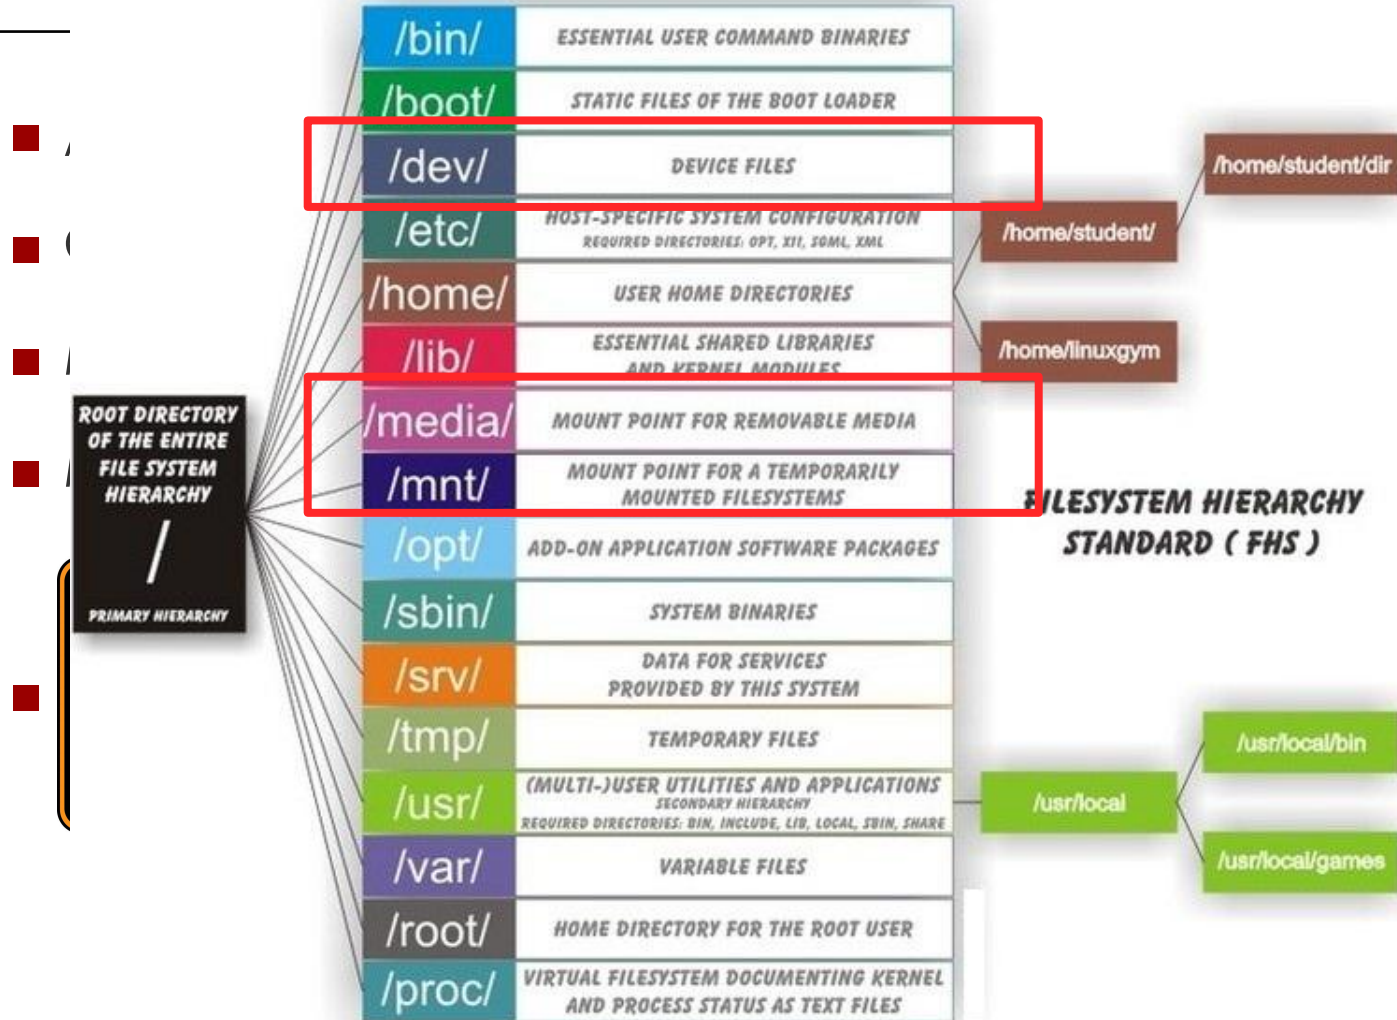 /bin/ ESSENTIAL USER COMMAND BINARIES
/boot/ STATIC FILES OF THE BOOT LOADER
/dev/ DEVICE FILES
/home/student/dir
/etc/ HOST-SPECIFIC SYSTEM CONFIGURATION
REQUIRED DIRECTORIES: OPT, XII, SGML, XML
/home/student/
/home/ USER HOME DIRECTORIES
/lib/ ESSENTIAL SHARED LIBRARIES
AND KERNEL MODULES
/home/linuxgym
ROOT DIRECTORY
OF THE ENTIRE
FILE SYSTEM
HIERARCHY
/
PRIMARY HIERARCHY
/media/ MOUNT POINT FOR REMOVABLE MEDIA
/mnt/ MOUNT POINT FOR A TEMPORARILY
MOUNTED FILESYSTEMS
FILESYSTEM HIERARCHY
STANDARD ( FHS )
/opt/ ADD-ON APPLICATION SOFTWARE PACKAGES
/sbin/ SYSTEM BINARIES
/srv/ DATA FOR SERVICES
PROVIDED BY THIS SYSTEM
/tmp/ TEMPORARY FILES
/usr/ (MULTI-)USER UTILITIES AND APPLICATIONS
SECONDARY HIERARCHY
REQUIRED DIRECTORIES: BIN, INCLUDE, LIB, LOCAL, SBIN, SHARE
/usr/local
/usr/local/bin
/usr/local/games
/var/ VARIABLE FILES
/root/ HOME DIRECTORY FOR THE ROOT USER
/proc/ VIRTUAL FILESYSTEM DOCUMENTING KERNEL
AND PROCESS STATUS AS TEXT FILES